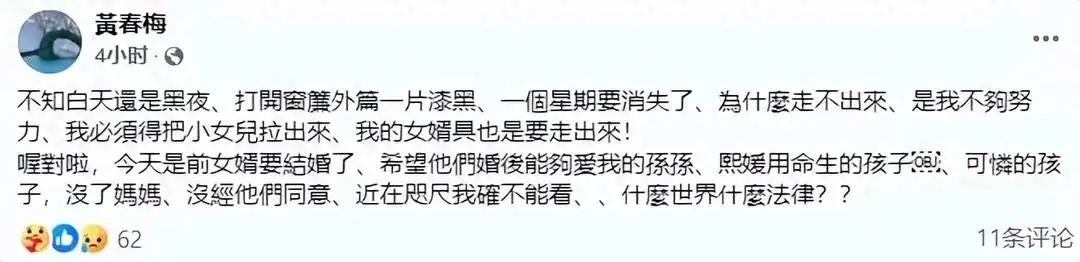 黃春梅
4小时
不知白天還是黑夜、打開窗簾外篇一片漆黑、一個星期要消失了、為什麼走不出來、是我不夠努
力、我必須得把小女兒拉出來、我的女婿具也是要走出來！
喔對啦，今天是前女婿要結婚了、希望他們婚後能夠愛我的孫孫、熙媛用命生的孩子OBJ、可憐的孩
子，沒了媽媽、沒經他們同意、近在咫尺我確不能看、、什麼世界什麼法律？？
62
11条评论